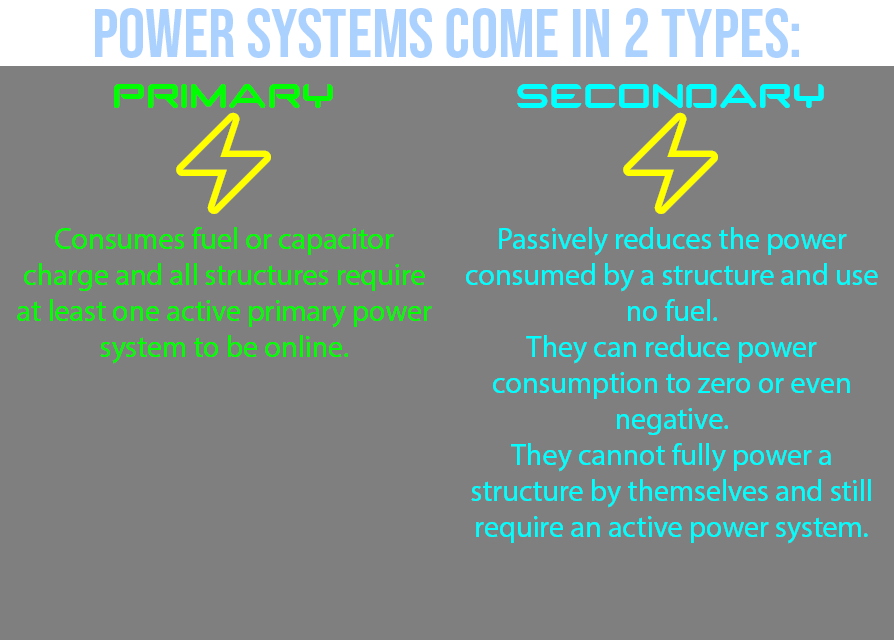 POWER SYSTEMS COME IN 2 TYPES:
PRIMARY
Consumes fuel or capacitor
charge and all structures require
at least one active primary power
system to be online.
SECONDARY
Passively reduces the power
consumed by a structure and use
no fuel.
They can reduce power
consumption to zero or even
negative.
They cannot fully power a
structure by themselves and still
require an active power system.